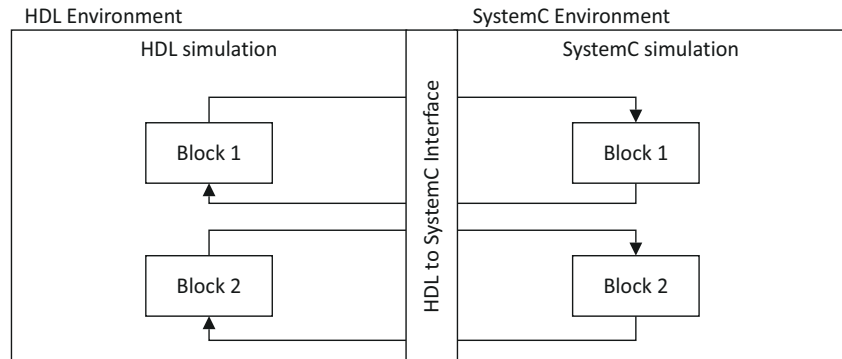 HDL Environment
SystemC Environment
HDL simulation
SystemC simulation
HDL to SystemC Interface
Block 1
Block 1
Block 2
Block 2